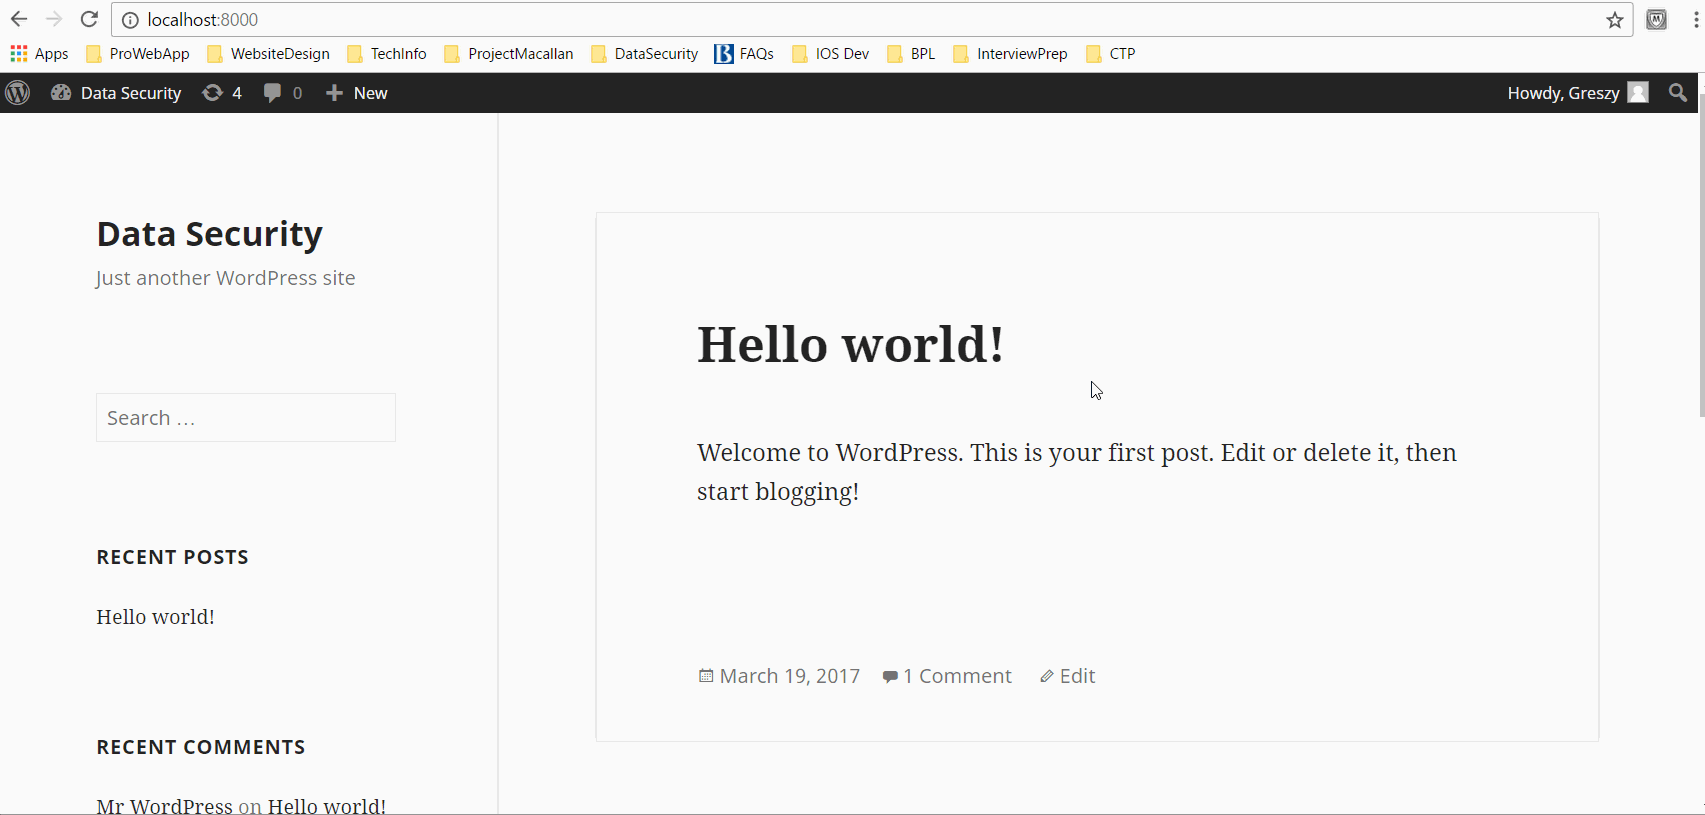 localhost:8000
Apps ProWebApp WebsiteDesign TechInfo ProjectMacallan DataSecurity FAQs IOS Dev BPL InterviewPrep CTP
Data Security 4 0 New Howdy, Greszy
Data Security
Just another WordPress site
Search …
RECENT POSTS
Hello world!
RECENT COMMENTS
Mr WordPress on Hello world!
Hello world!
Welcome to WordPress. This is your first post. Edit or delete it, then
start blogging!
March 19, 2017 1 Comment Edit